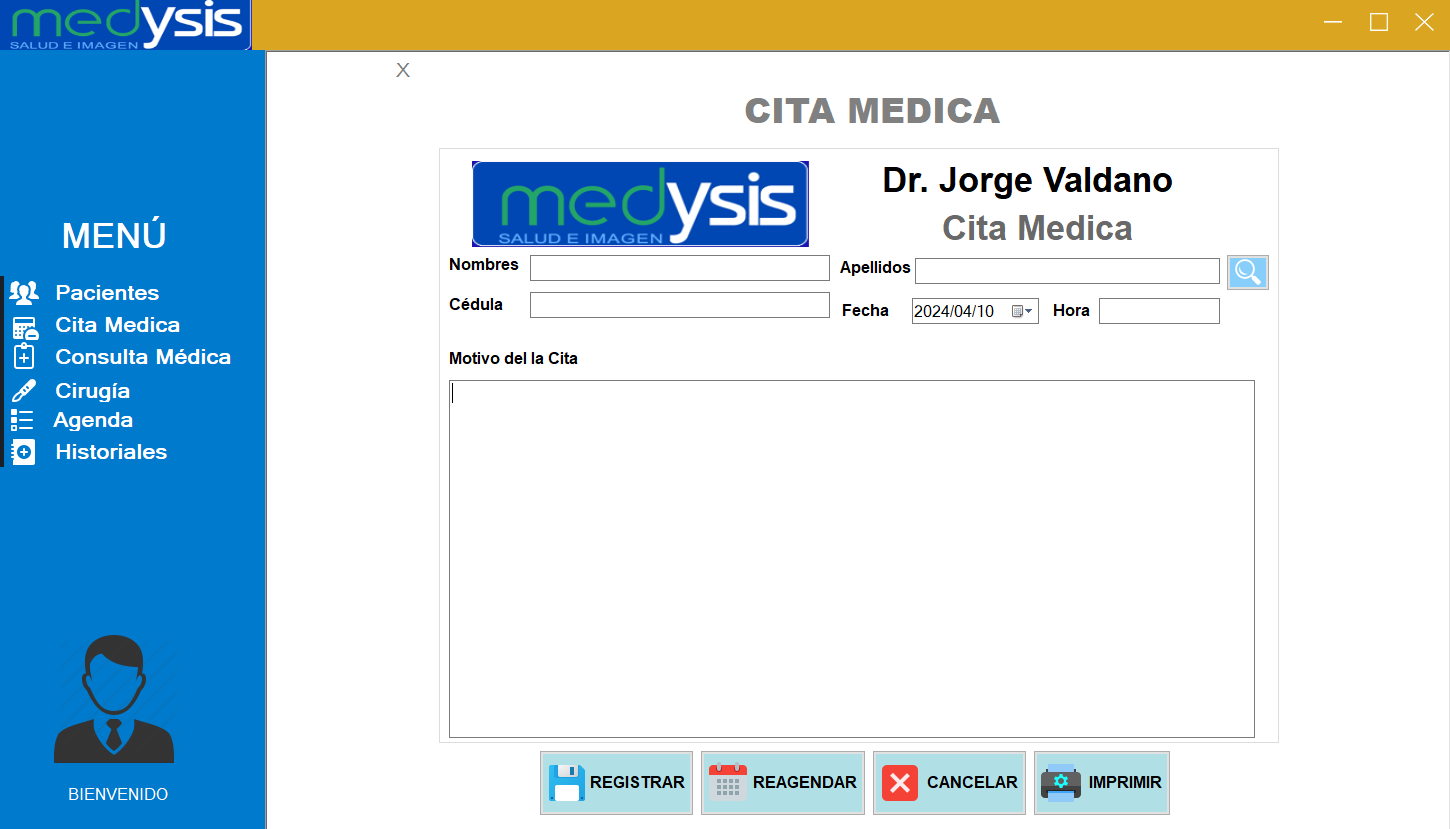 medysis
SALUD E IMAGEN
X
CITA MEDICA
MENÚ
Pacientes
Cita Medica
Consulta Médica
Cirugía
Agenda
Historiales
BIENVENIDO
medysis
SALUD E IMAGEN
Dr. Jorge Valdano
Cita Medica
Nombres
Apellidos
Cédula
Fecha 2024/04/10 Hora
Motivo del la Cita
REGISTRAR REAGENDAR CANCELAR IMPRIMIR